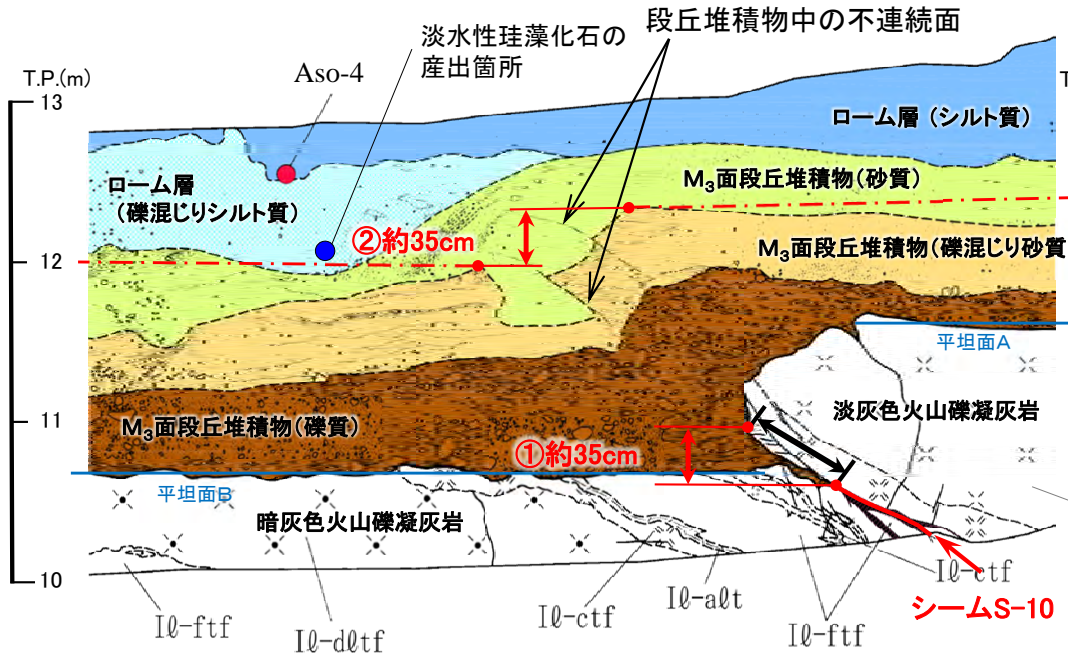 段丘堆積物中の不連続面
淡水性珪藻化石の
産出箇所
Aso-4
T.P.(m)
T
13
ローム層 (シルト質)
ローム層
(礫混じりシルト質)
M₃面段丘堆積物(砂質)
②約35cm
M₃面段丘堆積物(礫混じり砂質
12
平坦面A
淡灰色火山礫凝灰岩
11
M₃面段丘堆積物(礫質)
①約35cm
平坦面B
暗灰色火山礫凝灰岩
10
Iℓ-ctf
Iℓ-aℓt
シームS-10
Iℓ-ftf
Iℓ-dℓtf
Iℓ-ctf
Iℓ-ftf